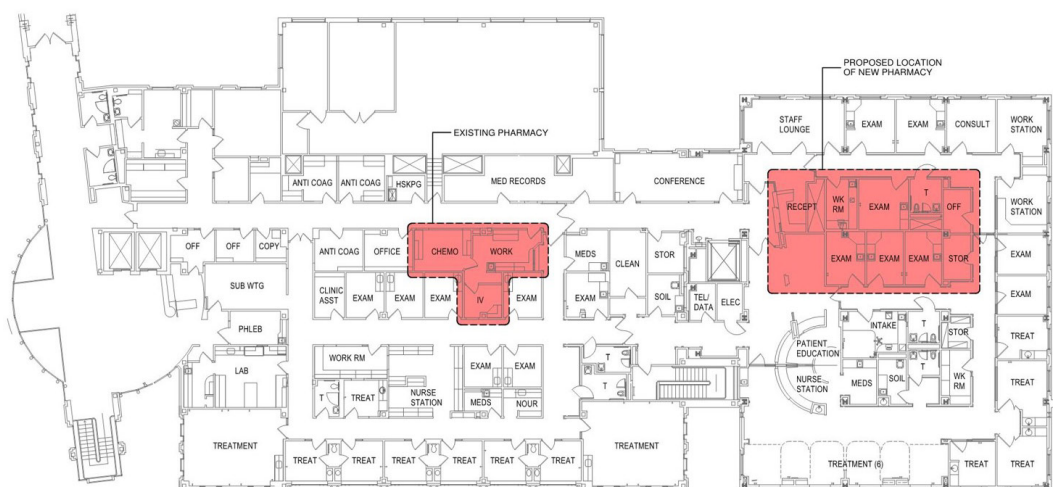 PROPOSED LOCATION
OF NEW PHARMACY
EXISTING PHARMACY
STAFF
LOUNGE
EXAM
EXAM
CONSULT
WORK
STATION
ANTI COAG
ANTI COAG
HSKPG
MED RECORDS
CONFERENCE
RECEPT
WK
RM
EXAM
T
OFF
WORK
STATION
OFF
OFF
COPY
ANTI COAG
OFFICE
CHEMO
WORK
MEDS
CLEAN
STOR
EXAM
EXAM
EXAM
STOR
EXAM
SUB WTG
CLINIC
ASST
EXAM
EXAM
EXAM
IV
EXAM
EXAM
SOIL
TEL/
DATA
ELEC
EXAM
PHLEB
INTAKE
T
STOR
TREAT
PATIENT
EDUCATION
LAB
WORK RM
EXAM
EXAM
T
T
TREAT
NURSE
STATION
MEDS
SOIL
T
WK
RM
T
TREAT
NURSE
STATION
MEDS
NOUR
TREAT
TREATMENT
TREATMENT
TREAT
TREAT
TREAT
TREAT
TREAT
TREAT
TREATMENT (6)
TREAT
TREAT